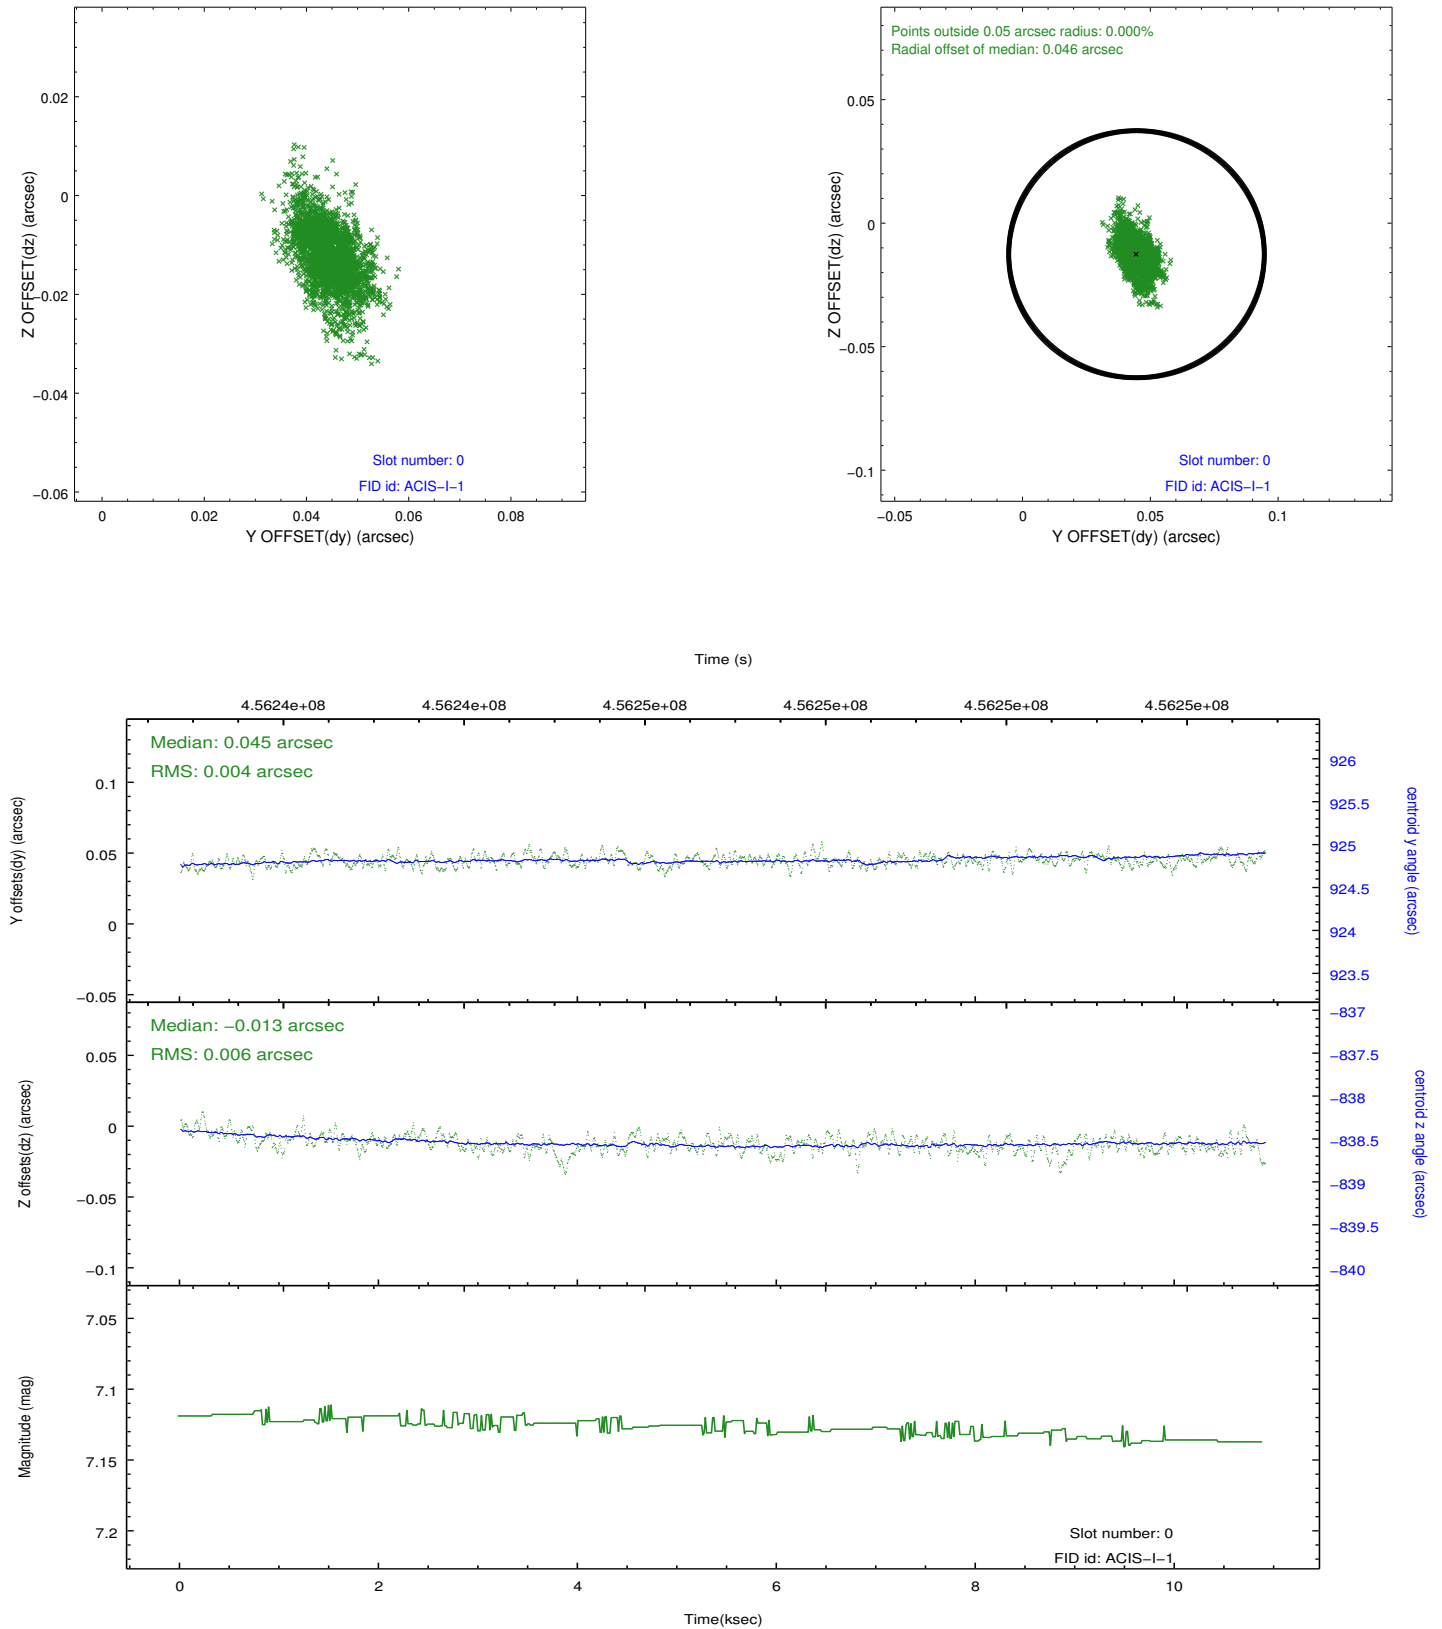 0.02
0
−0.02
−0.04
−0.06
Z OFFSET(dz) (arcsec)
Slot number: 0
FID id: ACIS−I−1
0
0.02
0.04
0.06
0.08
Y OFFSET(dy) (arcsec)
Points outside 0.05 arcsec radius: 0.000%
Radial offset of median: 0.046 arcsec
0.05
0
−0.05
−0.1
Z OFFSET(dz) (arcsec)
Slot number: 0
FID id: ACIS−I−1
−0.05
0
0.05
0.1
Y OFFSET(dy) (arcsec)
Time (s)
4.5624e+08
4.5624e+08
4.5625e+08
4.5625e+08
4.5625e+08
4.5625e+08
Median: 0.045 arcsec
RMS: 0.004 arcsec
0.1
0.05
0
−0.05
Y offsets(dy) (arcsec)
926
925.5
925
924.5
924
923.5
centroid y angle (arcsec)
Median: −0.013 arcsec
RMS: 0.006 arcsec
0.05
0
−0.05
−0.1
Z offsets(dz) (arcsec)
−837
−837.5
−838
−838.5
−839
−839.5
−840
centroid z angle (arcsec)
7.05
7.1
7.15
7.2
Magnitude (mag)
Slot number: 0
FID id: ACIS−I−1
0
2
4
6
8
10
Time(ksec)